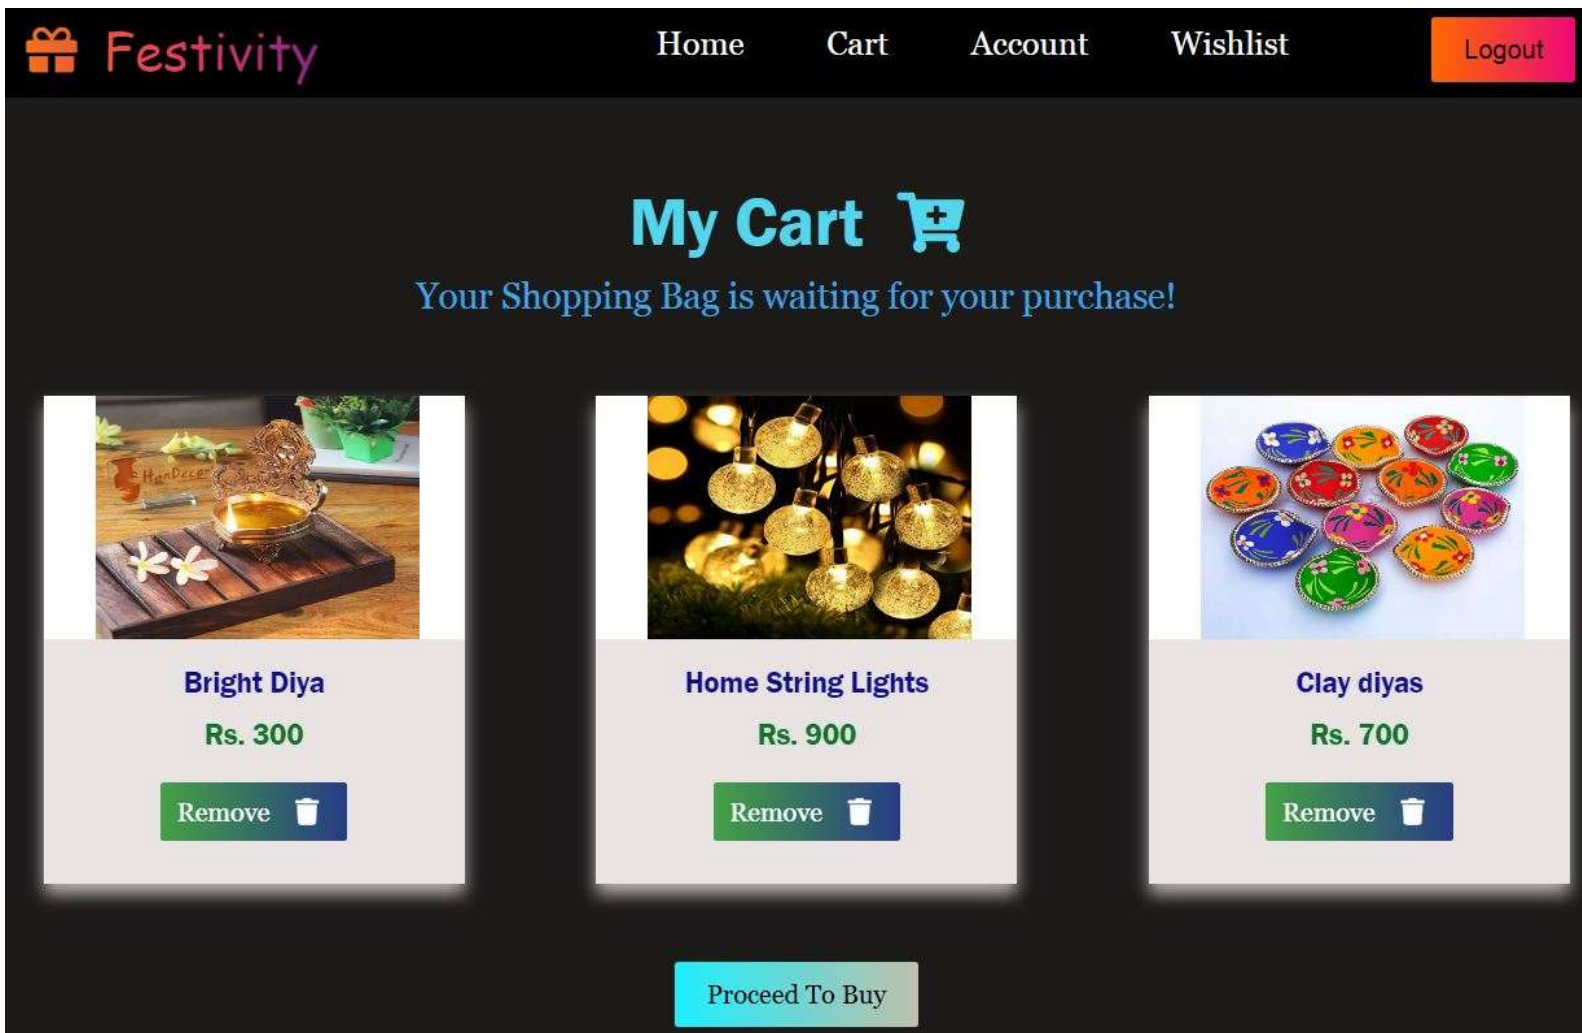 Festivity Home Cart Account Wishlist Logout
My Cart
Your Shopping Bag is waiting for your purchase!
HanDecor
Bright Diya Home String Lights Clay diyas
Rs. 300 Rs. 900 Rs. 700
Remove Remove Remove
Proceed To Buy